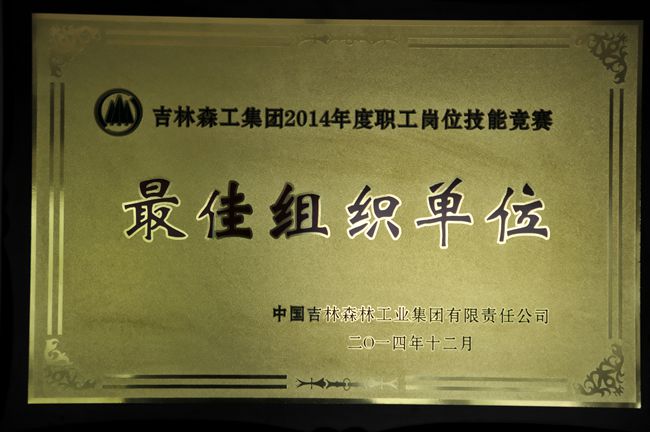 吉林森工集团2014年度职工岗位技能竞赛
最佳组织单位
中国吉林森林工业集团有限责任公司
二〇一四年十二月